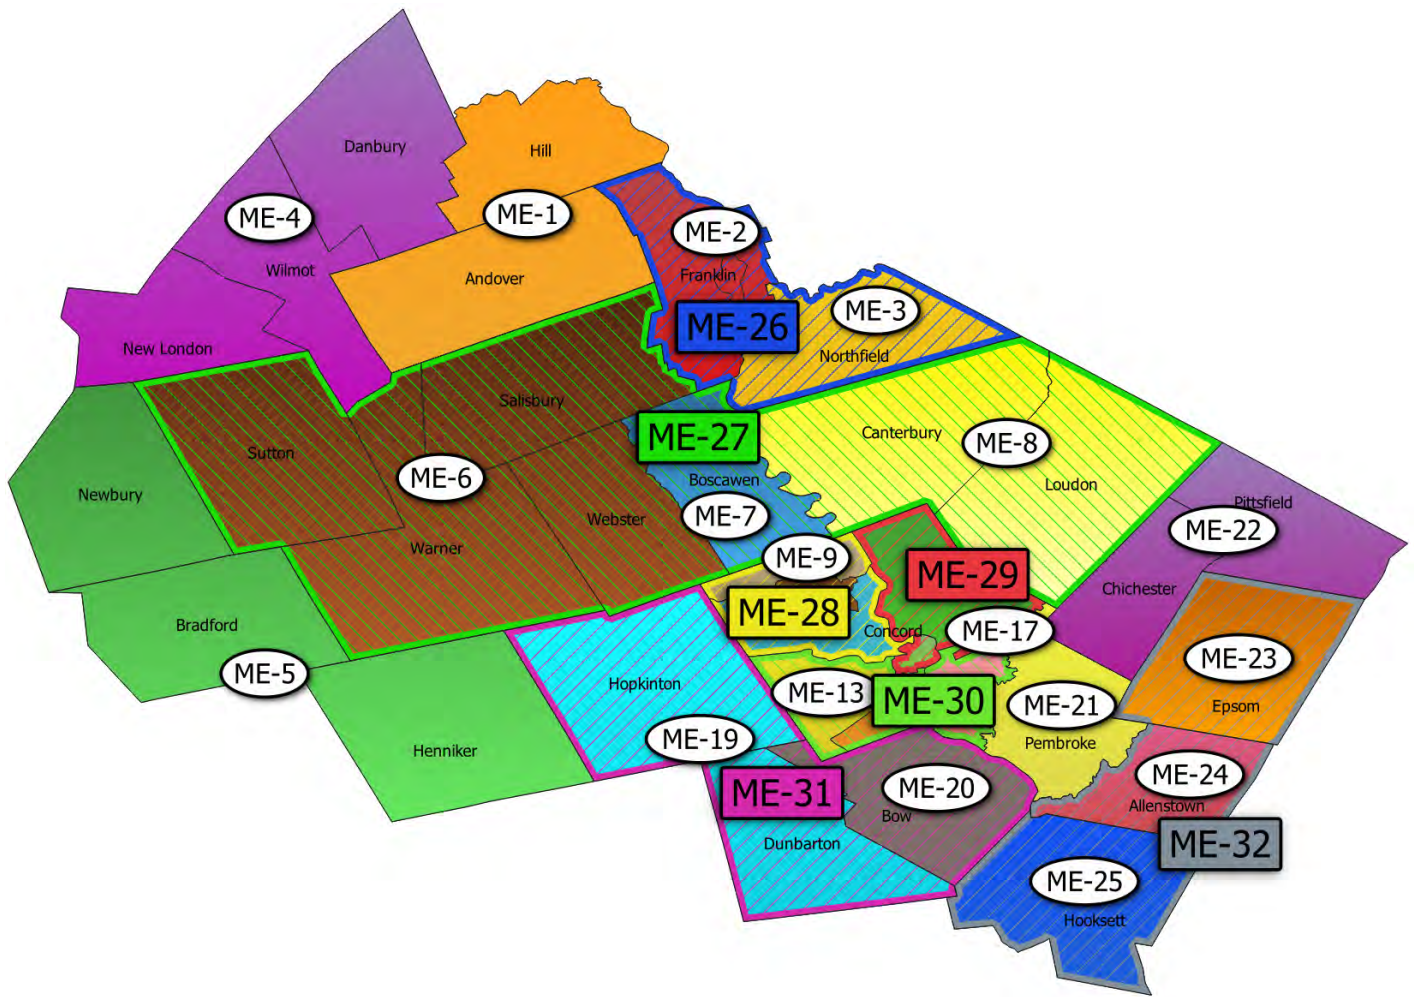 Danbury
Hill
ME-4
ME-1
ME-2
Wilmot
Andover
Franklin
ME-3
ME-26
New London
Northfield
Salisbury
Canterbury
ME-27
ME-8
Sutton
ME-6
Boscawen
Loudon
Newbury
Pittsfield
Webster
ME-7
ME-22
Warner
ME-9
ME-29
Chichester
ME-28
Bradford
Concord
ME-17
ME-5
Hopkinton
ME-13
ME-30
ME-23
ME-21
Epsom
Henniker
ME-19
Pembroke
ME-31
ME-20
ME-24
Bow
Allenstown
Dunbarton
ME-32
ME-25
Hooksett